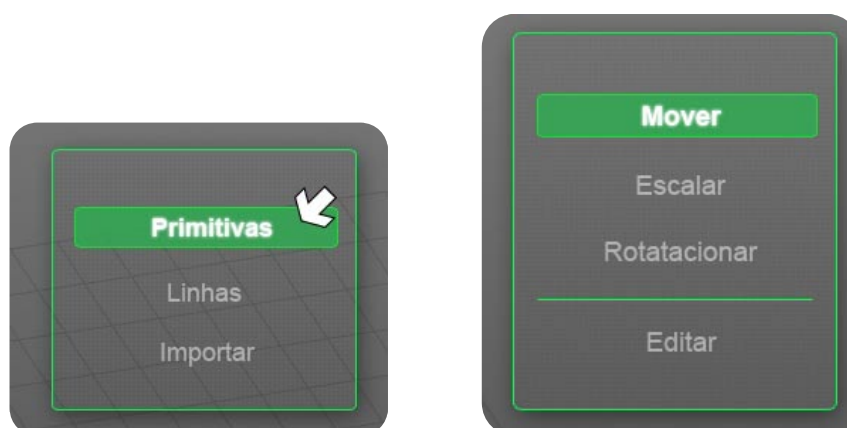 Primitivas
Linhas
Importar
Mover
Escalar
Rotatacionar
Editar